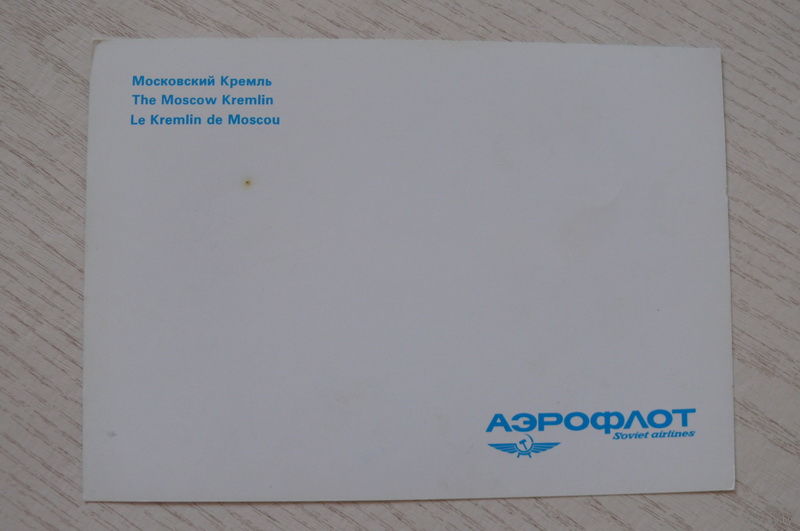 Московский Кремль
The Moscow Kremlin
Le Kremlin de Moscou
АЭРОФЛОТ
Soviet airlines